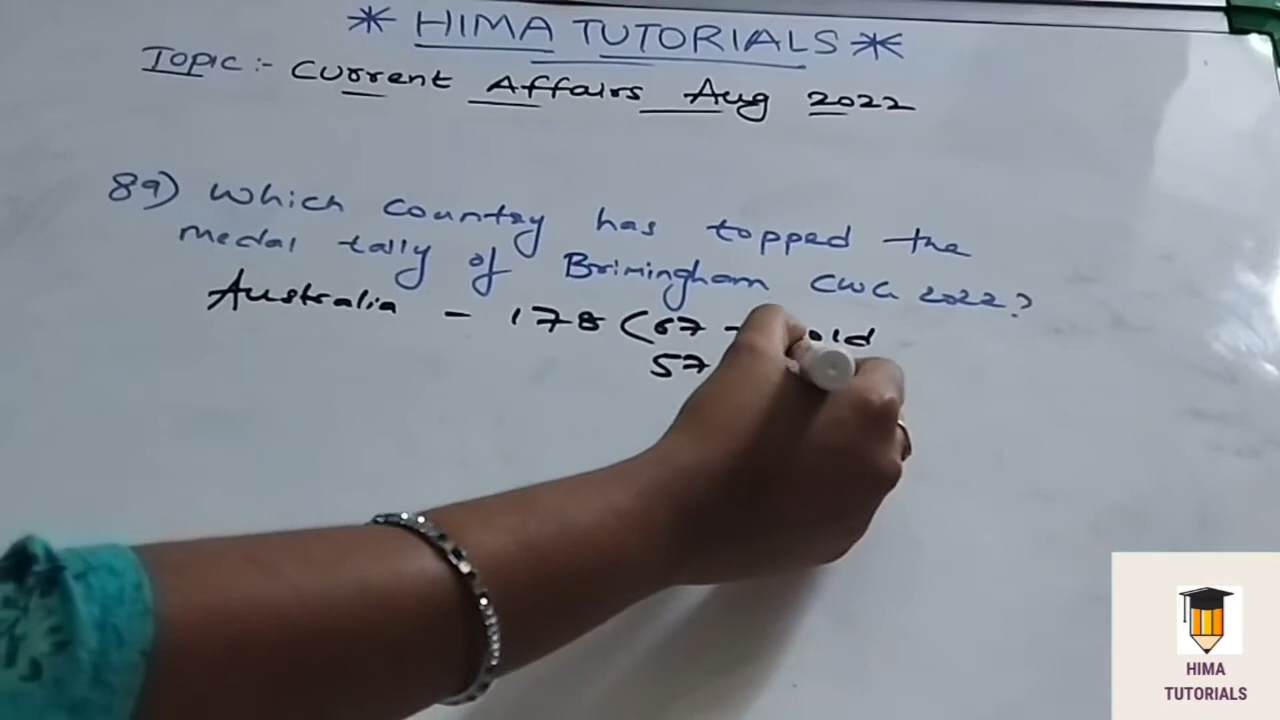 * HIMA TUTORIALS *
Topic:- Current Affairs Aug 2022
89) Which country has topped the
medal tally of Brimingham CWG 2022?
Australia - 178 (67 -
57
HIMA
TUTORIALS